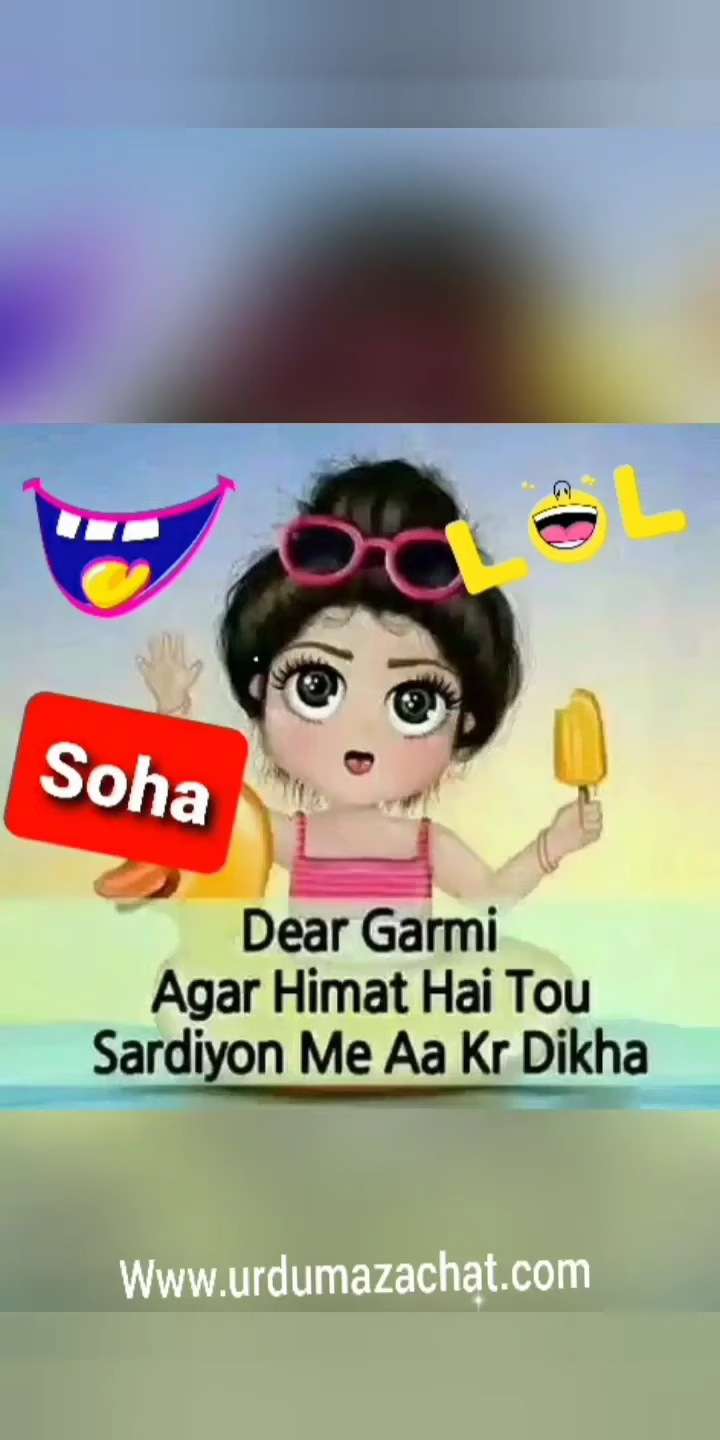 LOL
Soha
Dear Garmi
Agar Himat Hai Tou
Sardiyon Me Aa Kr Dikha
Www.urdumazachat.com